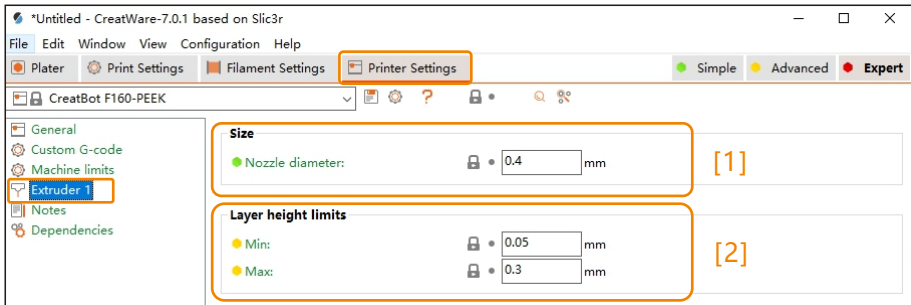 *Untitled - CreatWare-7.0.1 based on Slic3r
File Edit Window View Configuration Help
Plater Print Settings Filament Settings Printer Settings Simple Advanced Expert
CreatBot F160-PEEK
General
Custom G-code
Machine limits
Extruder 1
Notes
Dependencies
Size
Nozzle diameter: 0.4 mm
[1]
Layer height limits
Min: 0.05 mm
Max: 0.3 mm
[2]